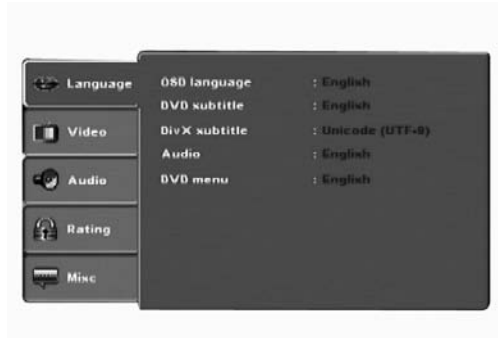 Language
Video
Audio
Rating
Misc
OSD language : English
DVD subtitle : English
DivX subtitle : Unicode (UTF-8)
Audio : English
DVD menu : English